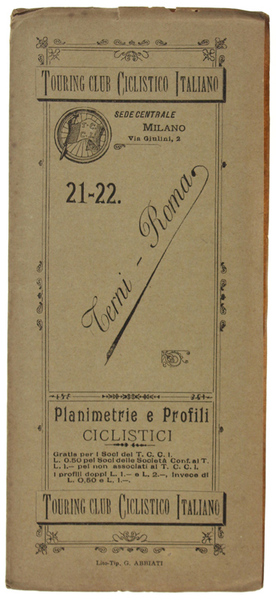 TOURING CLUB CICLISTICO ITALIANO
SEDE CENTRALE
MILANO
Via Giulini, 2
21-22.
Terni - Roma
Planimetrie e Profili
CICLISTICI
Gratis per i Soci del T. C. C. I.
L. 0.50 pei Soci delle Società Conf. al T.
L. 1.— pei non associati al T. C. C. I.
I profili doppi L. 1.— e L. 2.—, invece di
L. 0,50 e L. 1.—.
TOURING CLUB CICLISTICO ITALIANO
Lito-Tip. G. ABBIATI